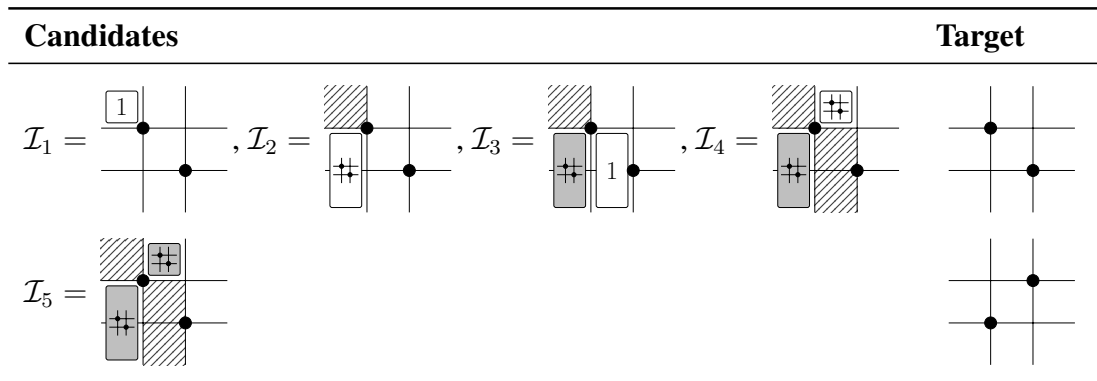 Candidates Target
ℐ₁ = 1 , ℐ₂ = , ℐ₃ = 1 , ℐ₄ =
ℐ₅ =